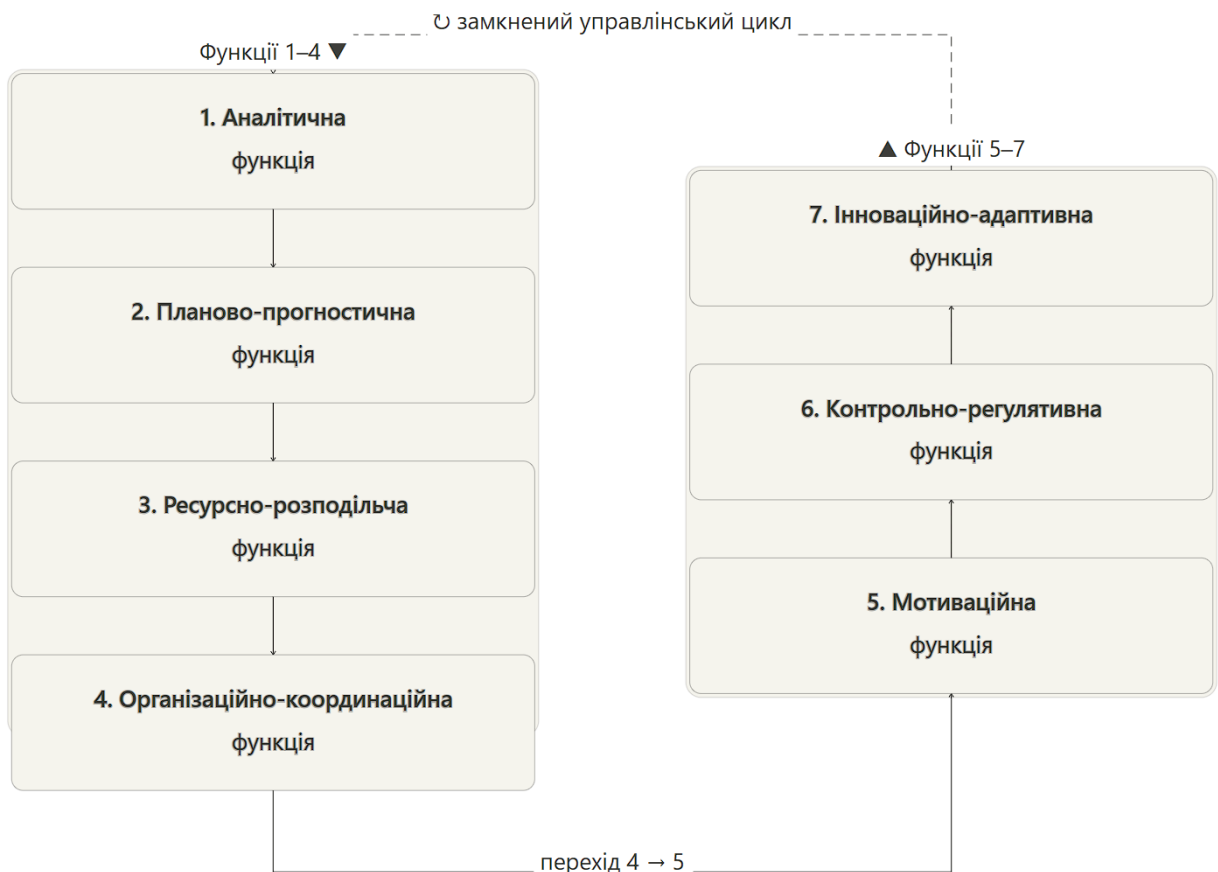 ↻ замкнений управлінський цикл
Функції 1–4 ▼
1. Аналітична
функція
2. Планово-прогностична
функція
3. Ресурсно-розподільча
функція
4. Організаційно-координаційна
функція
перехід 4 → 5
▲ Функції 5–7
7. Інноваційно-адаптивна
функція
6. Контрольно-регулятивна
функція
5. Мотиваційна
функція